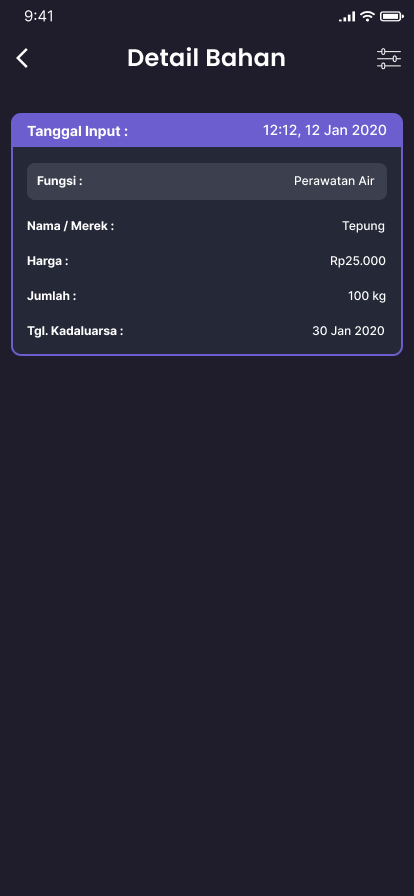 9:41
Detail Bahan
Tanggal Input : 12:12, 12 Jan 2020
Fungsi : Perawatan Air
Nama / Merek : Tepung
Harga : Rp25.000
Jumlah : 100 kg
Tgl. Kadaluarsa : 30 Jan 2020